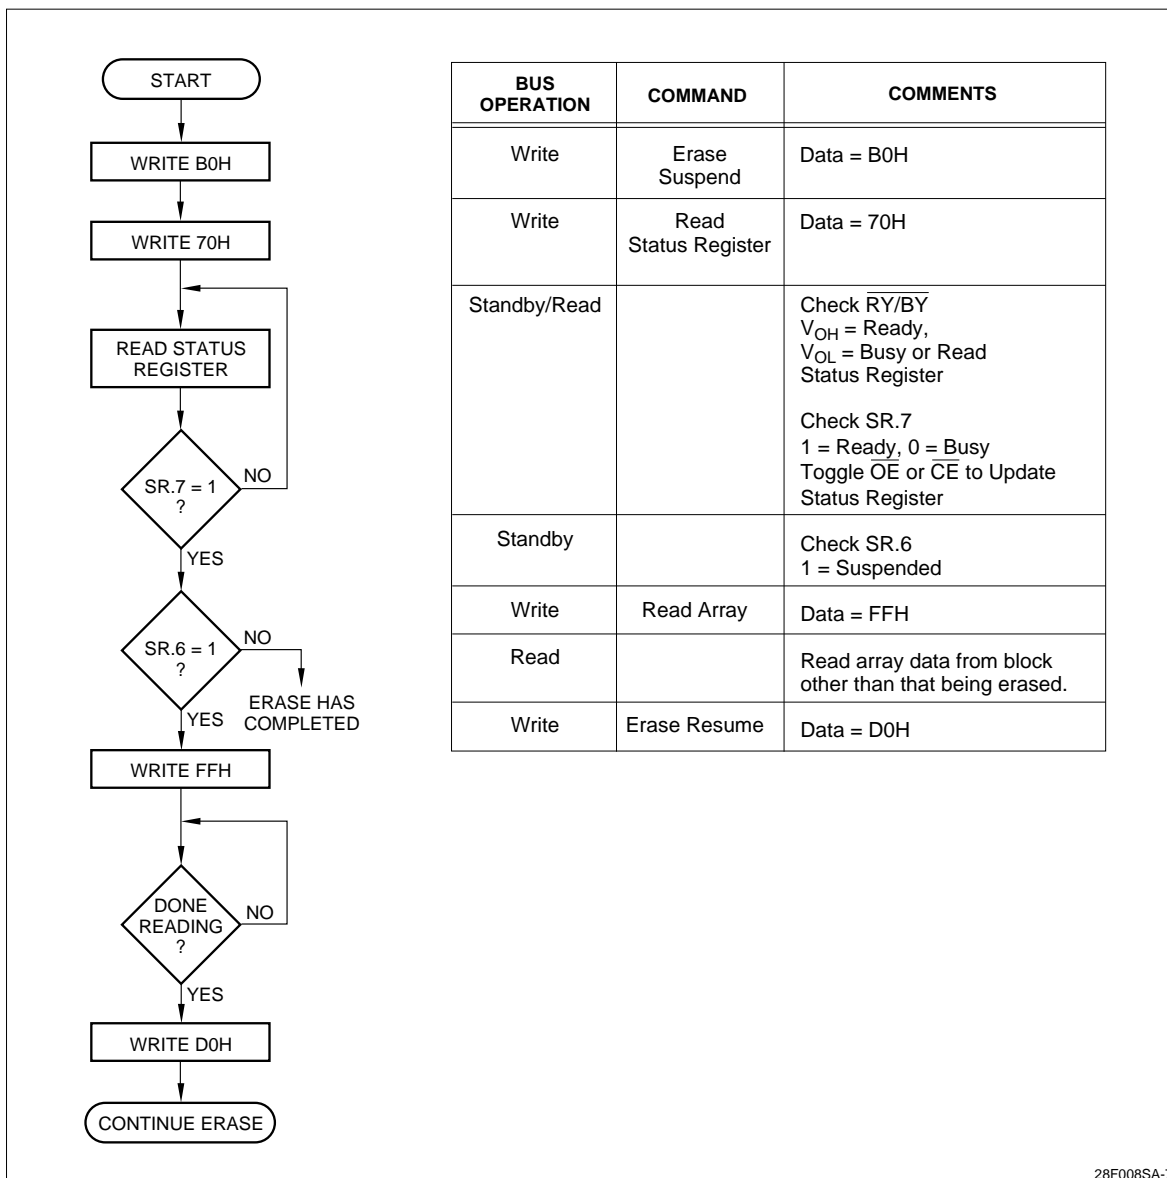 START
WRITE B0H
WRITE 70H
READ STATUS
REGISTER
SR.7 = 1
?
NO
YES
SR.6 = 1
?
NO
ERASE HAS
COMPLETED
YES
WRITE FFH
DONE
READING
?
NO
YES
WRITE D0H
CONTINUE ERASE
BUS
OPERATION
COMMAND
COMMENTS
Write
Erase
Suspend
Data = B0H
Write
Read
Status Register
Data = 70H
Standby/Read
Check RY/BY
VOH = Ready,
VOL = Busy or Read
Status Register
Check SR.7
1 = Ready, 0 = Busy
Toggle OE or CE to Update
Status Register
Standby
Check SR.6
1 = Suspended
Write
Read Array
Data = FFH
Read
Read array data from block
other than that being erased.
Write
Erase Resume
Data = D0H